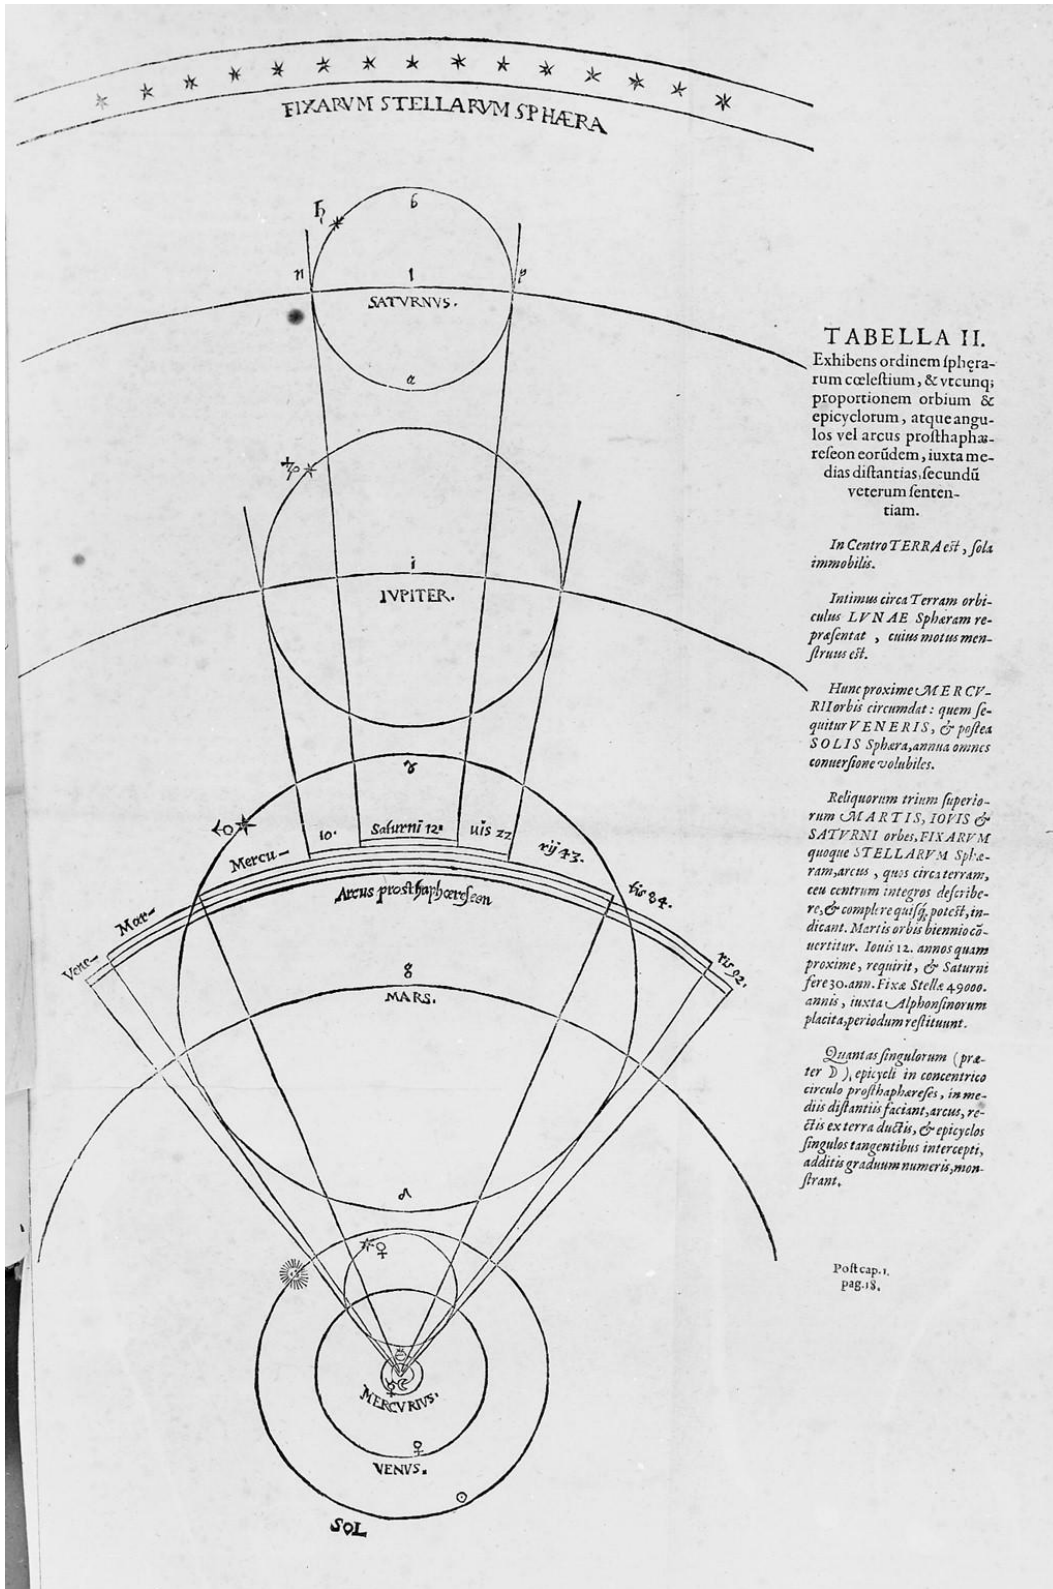 FIXARVM STELLARVM SPHÆRA
♄
b
n
l
p
SATVRNVS.
a
♃
i
IVPITER.
γ
♂
10.
Saturni 12.
uis 22
Mercu—
rij 43.
Mar—
Arcus prosthaphæreseon
tis 84.
Vene—
ris 92.
g
MARS.
♀
MERCVRIVS.
♀
VENVS.
☉
SOL
TABELLA II.
Exhibens ordinem ſphęra-
rum cœleſtium, & vtcunq;
proportionem orbium &
epicyclorum, atque angu-
los vel arcus proſthaphæ-
reſeon eorũdem, iuxta me-
dias diſtantias, ſecundũ
veterum ſenten-
tiam.
In Centro TERRA eſt, ſola
immobilis.
Intimus circa Terram orbi-
culus LVNAE Sphæram re-
præſentat , cuius motus men-
ſtruus eſt.
Hunc proxime MERCV-
RII orbis circumdat: quem ſe-
quitur VENERIS, & poſtea
SOLIS Sphæra, annua omnes
conuerſione volubiles.
Reliquorum trium ſuperio-
rum MARTIS, IOVIS &
SATVRNI orbes, FIXARVM
quoque STELLARVM Sphæ-
ram, arcus , quos circa terram,
ceu centrum integros deſcribe-
re, & complere quiſq; poteſt, in-
dicant. Martis orbis biennio cō-
uertitur. Iouis 12. annos quam
proxime, requirit, & Saturni
fere 30. ann. Fixæ Stellæ 49000.
annis, iuxta Alphonſinorum
placita, periodum reſtituunt.
Quantas ſingulorum (præ-
ter ☽ ), epicycli in concentrico
circulo proſthaphæreſes, in me-
diis diſtantiis faciant, arcus, re-
ctis ex terra ductis, & epicyclos
ſingulos tangentibus intercepti,
additis graduum numeris, mon-
ſtrant.
Poſt cap. 1.
pag. 18.